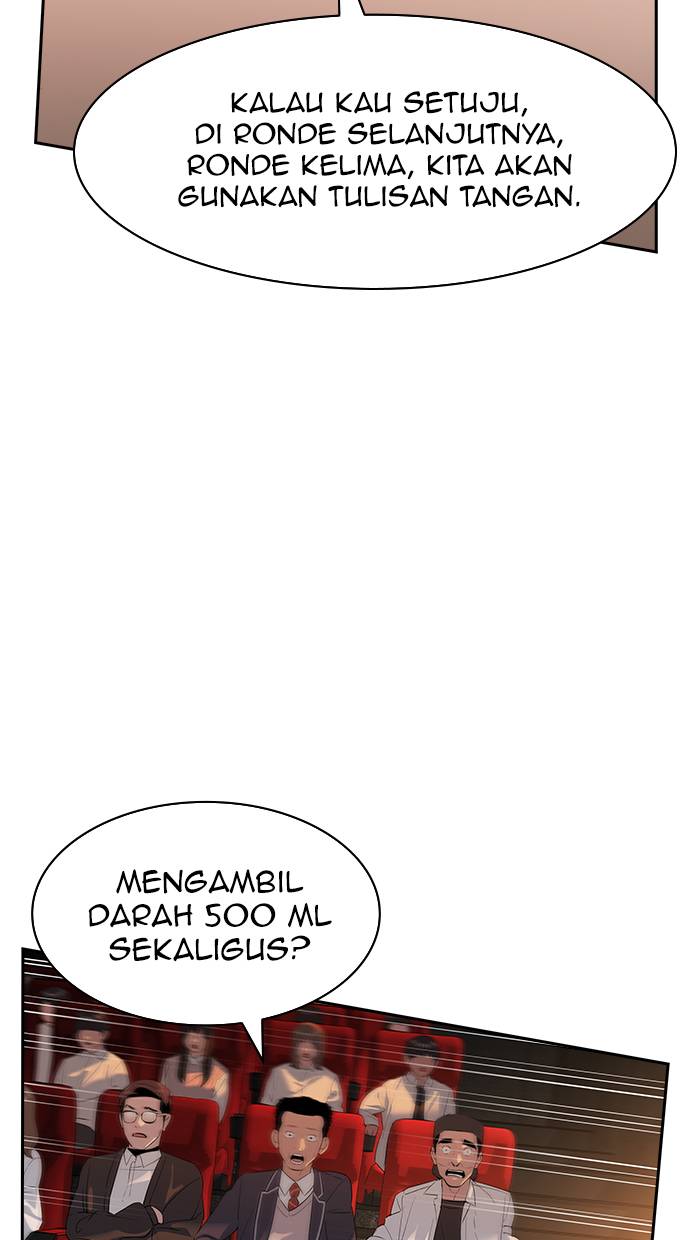 KALAU KAU SETUJU,
DI RONDE SELANJUTNYA,
RONDE KELIMA, KITA AKAN
GUNAKAN TULISAN TANGAN.
MENGAMBIL
DARAH 500 ML
SEKALIGUS?